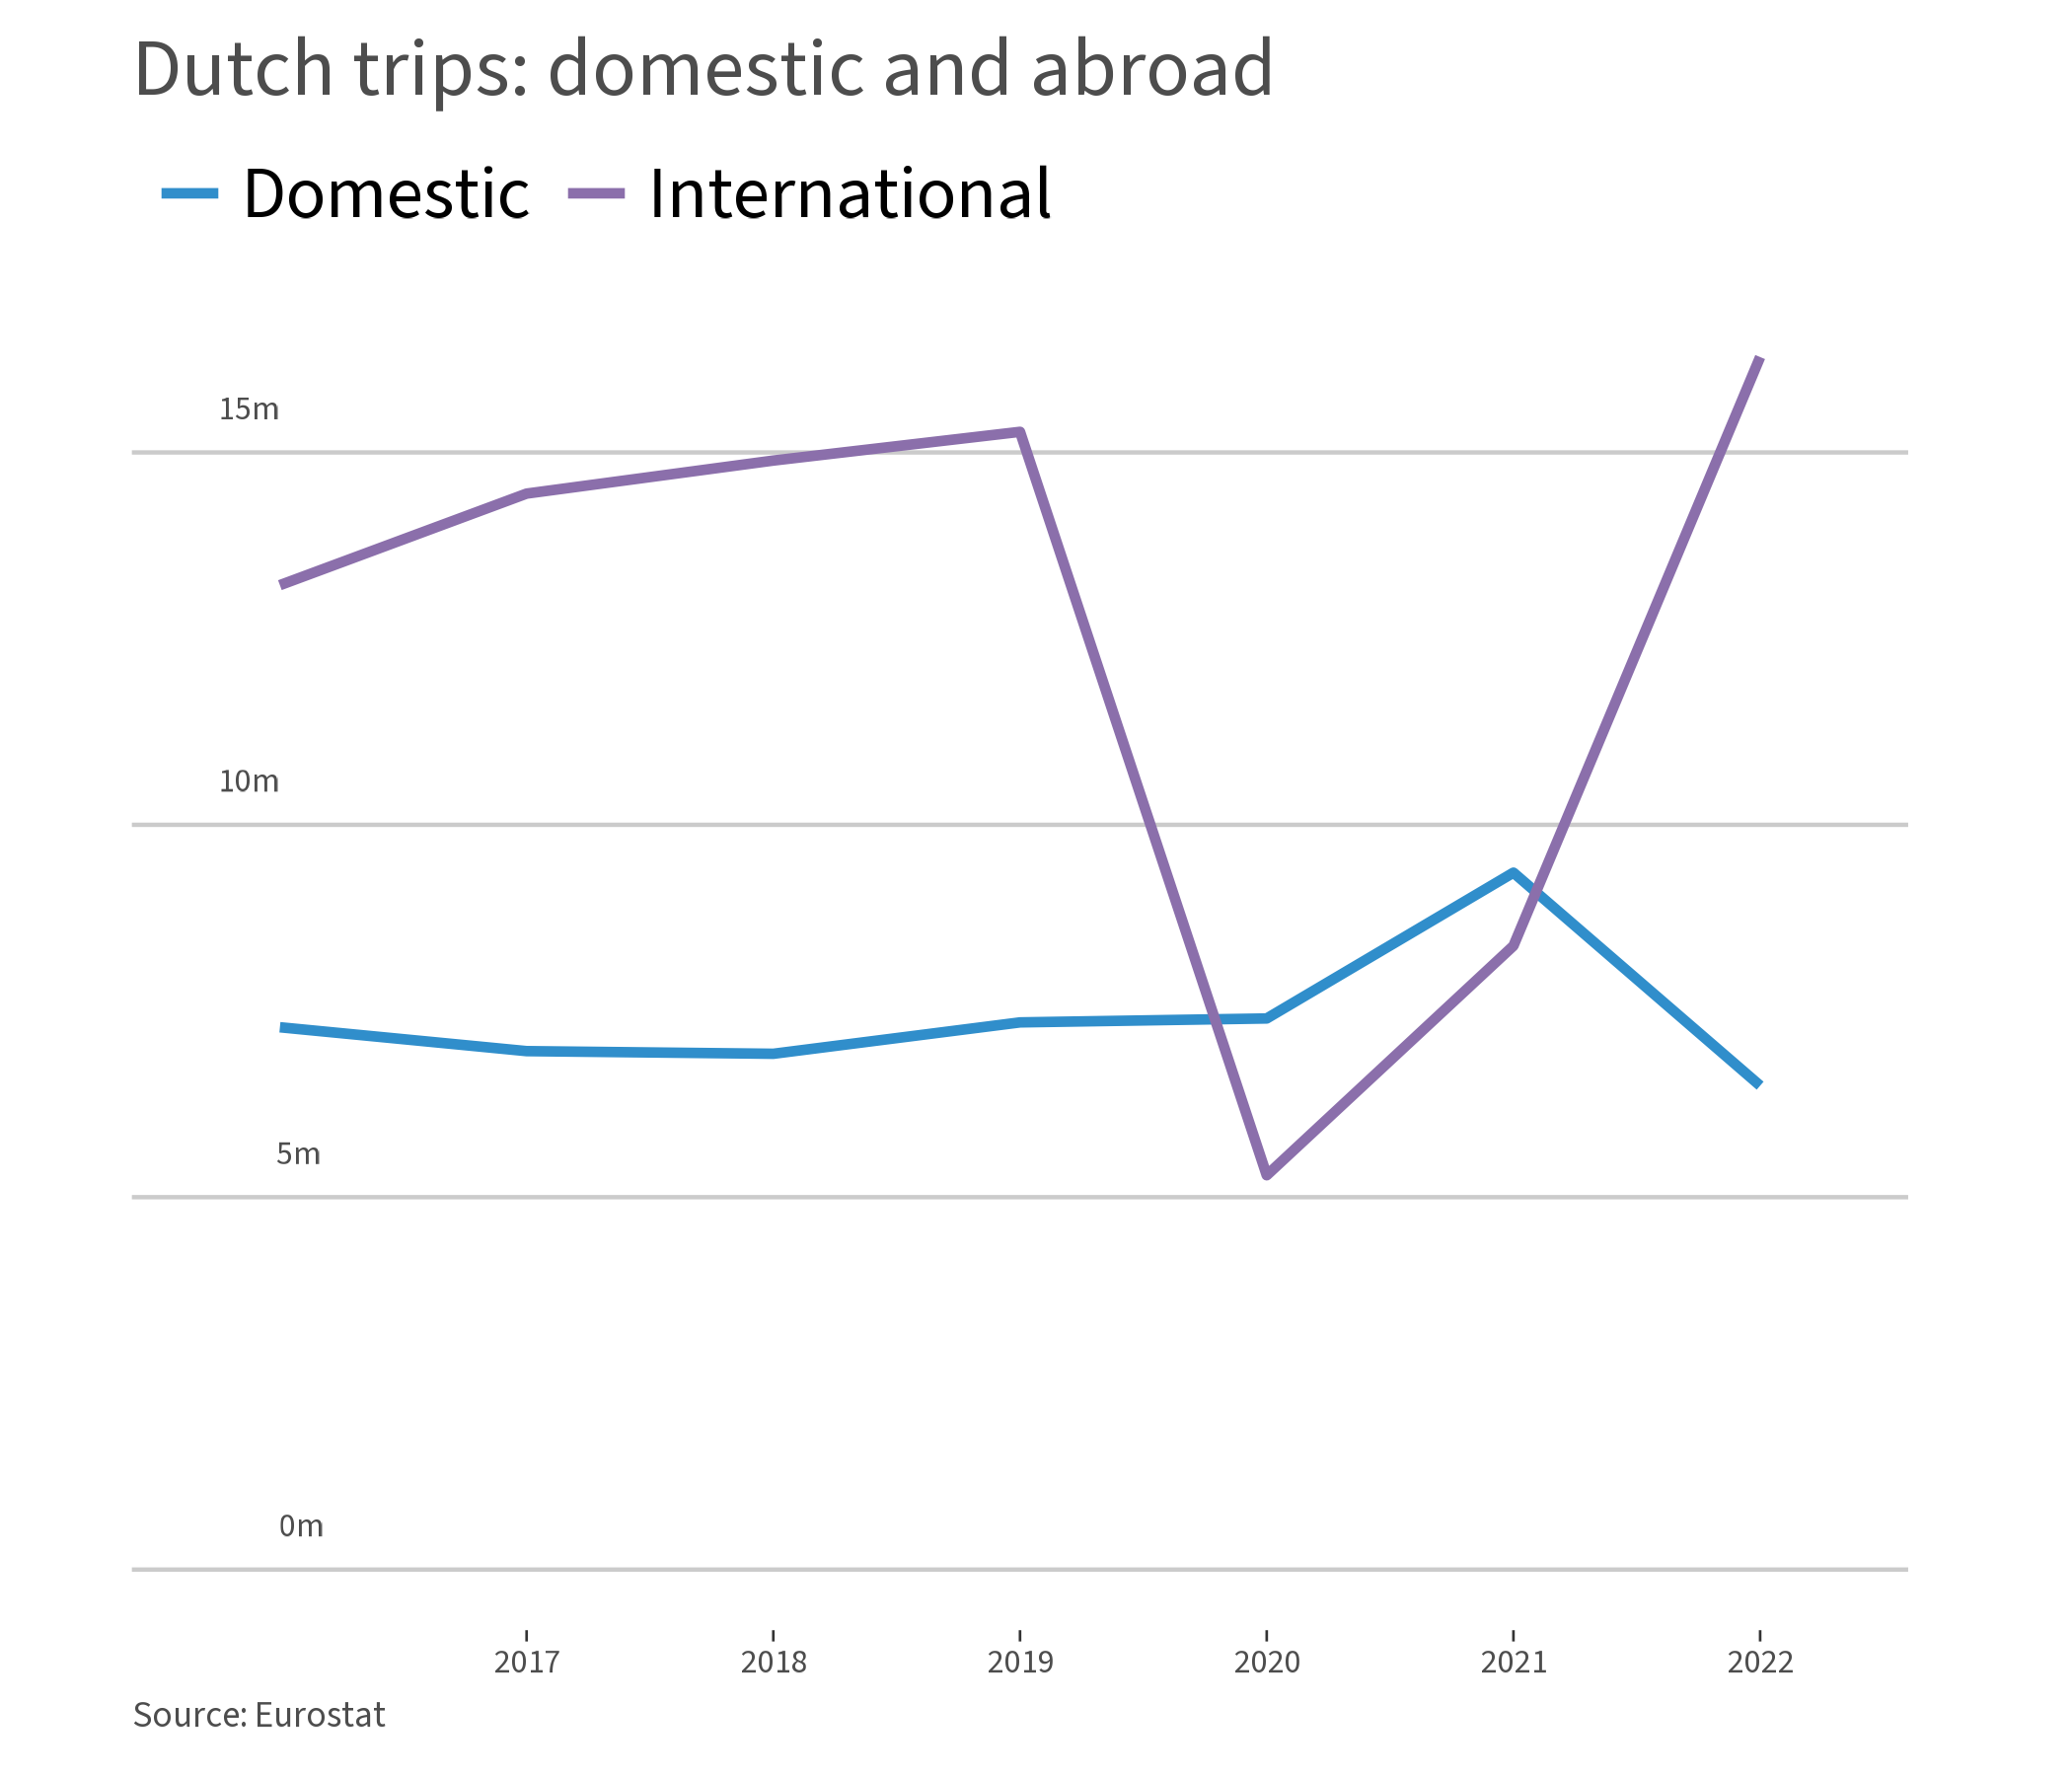 Dutch trips: domestic and abroad
Domestic International
15m
10m
5m
0m
2017 2018 2019 2020 2021 2022
Source: Eurostat